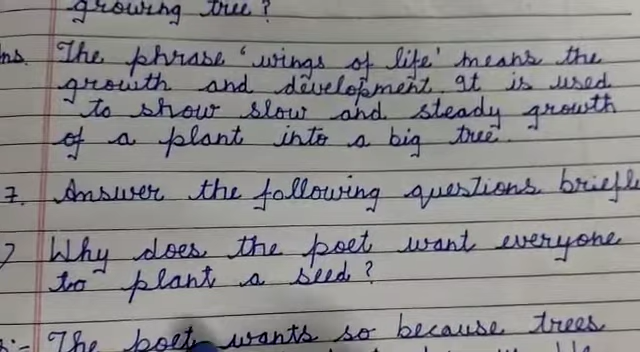 growing tree?
ns. The phrase 'wings of life' means the
growth and development. It is used
to show slow and steady growth
of a plant into a big tree.
7. Answer the following questions briefl
) Why does the poet want everyone
to plant a seed?
s:- The poet wants so because trees